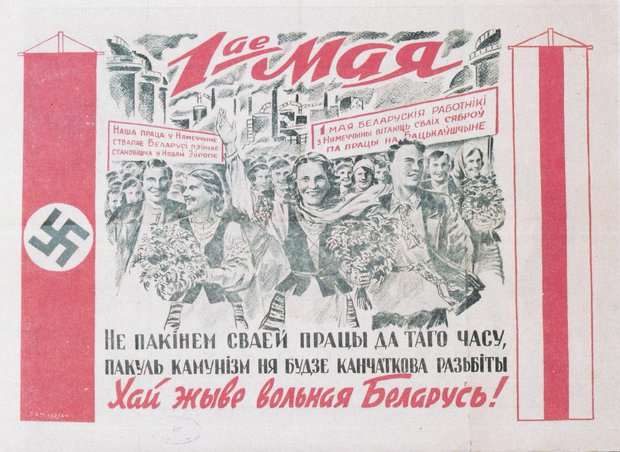 1ае Мая
Наша праца у Нямеччыне
стварае Беларусі пэўнае
становішча у Новай Эўропе
1 мая беларускія работнікі
з Нямеччыны вітаюць сваіх сяброў
па працы на Бацькаўшчыне
Не пакінем сваей працы да таго часу,
пакуль камунізм ня будзе канчаткова разьбіты
Хай жыве вольная Беларусь!